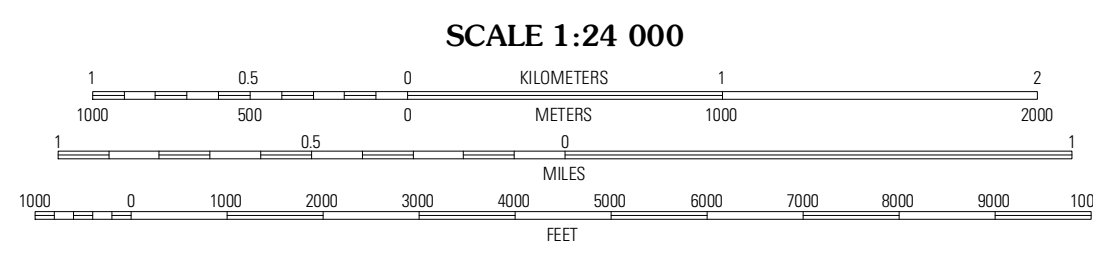 SCALE 1:24 000
1 0.5 0 KILOMETERS 1 2
1000 500 0 METERS 1000 2000
1 0.5 0 1
MILES
1000 0 1000 2000 3000 4000 5000 6000 7000 8000 9000 100
FEET